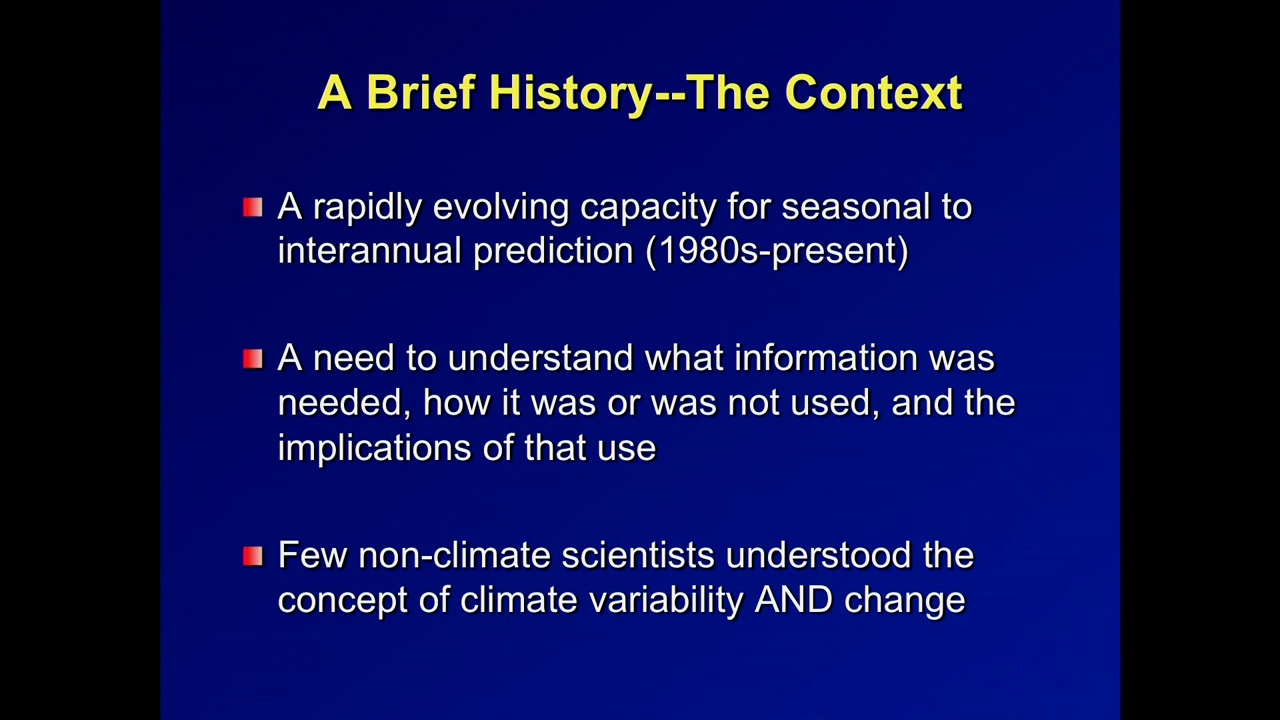 A Brief History--The Context
A rapidly evolving capacity for seasonal to
interannual prediction (1980s-present)
A need to understand what information was
needed, how it was or was not used, and the
implications of that use
Few non-climate scientists understood the
concept of climate variability AND change